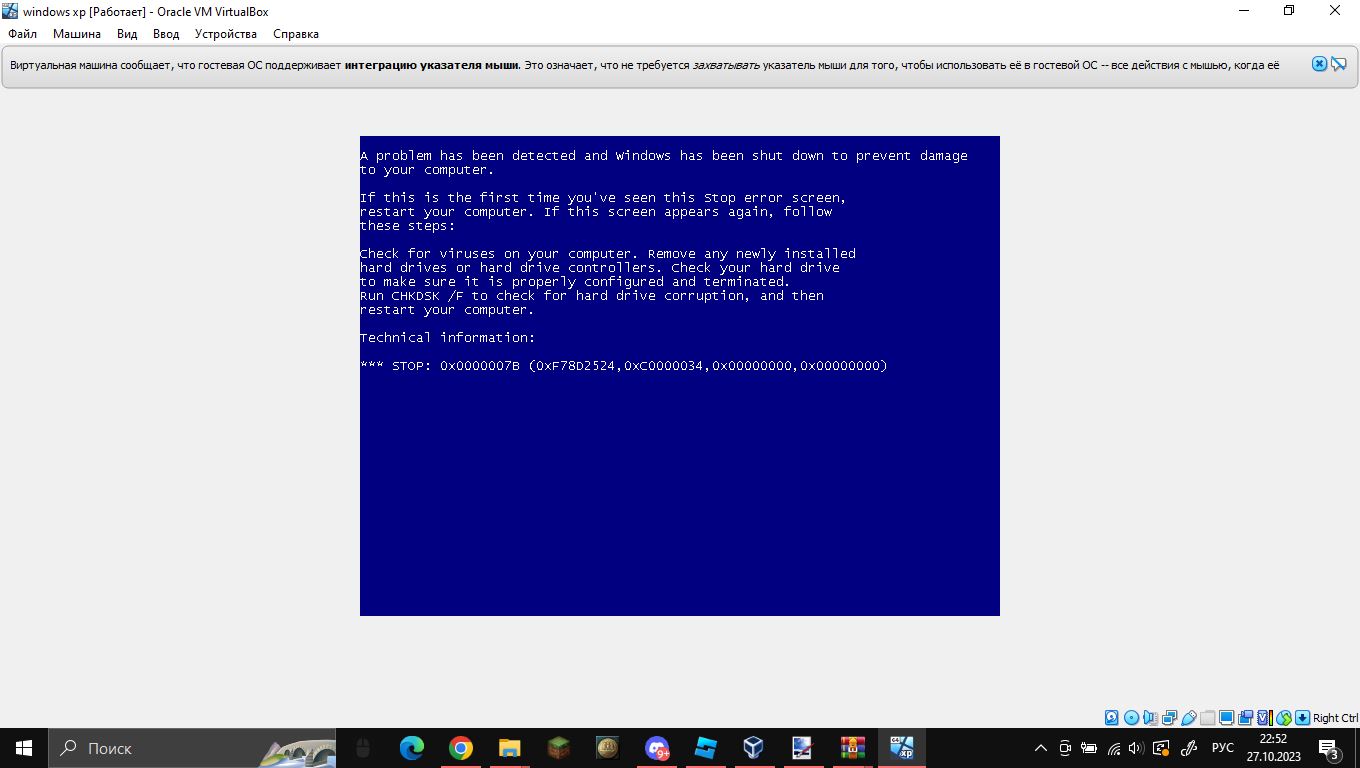 windows xp [Работает] - Oracle VM VirtualBox
Файл Машина Вид Ввод Устройства Справка
Виртуальная машина сообщает, что гостевая ОС поддерживает интеграцию указателя мыши. Это означает, что не требуется захватывать указатель мыши для того, чтобы использовать её в гостевой ОС -- все действия с мышью, когда её
A problem has been detected and Windows has been shut down to prevent damage
to your computer.
If this is the first time you've seen this Stop error screen,
restart your computer. If this screen appears again, follow
these steps:
Check for viruses on your computer. Remove any newly installed
hard drives or hard drive controllers. Check your hard drive
to make sure it is properly configured and terminated.
Run CHKDSK /F to check for hard drive corruption, and then
restart your computer.
Technical information:
*** STOP: 0x0000007B (0xF78D2524,0xC0000034,0x00000000,0x00000000)
Right Ctrl
Поиск
9+
xp
РУС
22:52
27.10.2023
3